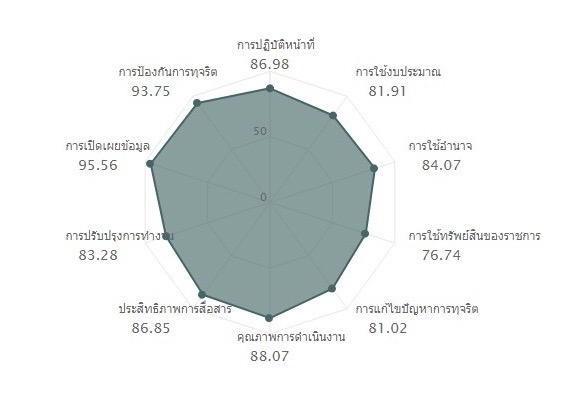 การปฏิบัติหน้าที่
86.98
การป้องกันการทุจริต
93.75
การใช้งบประมาณ
81.91
50
การเปิดเผยข้อมูล
95.56
การใช้อำนาจ
84.07
0
การปรับปรุงการทำงาน
83.28
การใช้ทรัพย์สินของราชการ
76.74
ประสิทธิภาพการสื่อสาร
86.85
การแก้ไขปัญหาการทุจริต
81.02
คุณภาพการดำเนินงาน
88.07